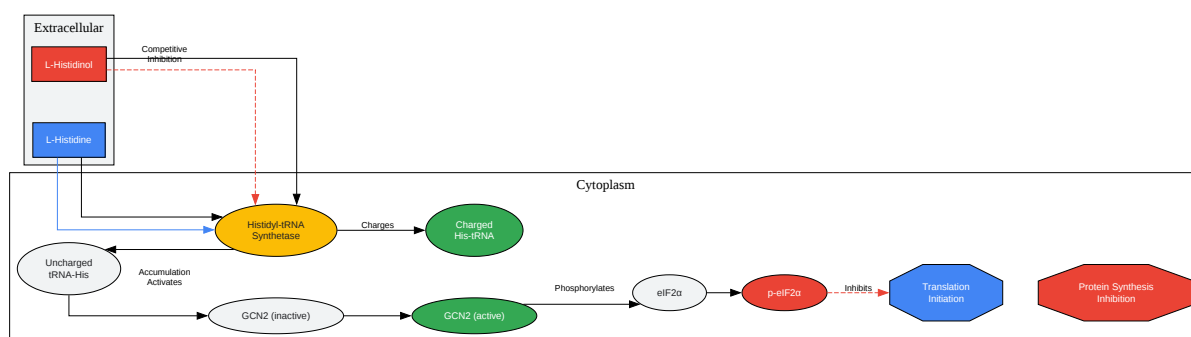 Extracellular
L-Histidinol
Competitive
Inhibition
L-Histidine
Cytoplasm
Histidyl-tRNA
Synthetase
Charges
Charged
His-tRNA
Uncharged
tRNA-His
Accumulation
Activates
GCN2 (inactive)
GCN2 (active)
Phosphorylates
eIF2α
p-eIF2α
Inhibits
Translation
Initiation
Protein Synthesis
Inhibition